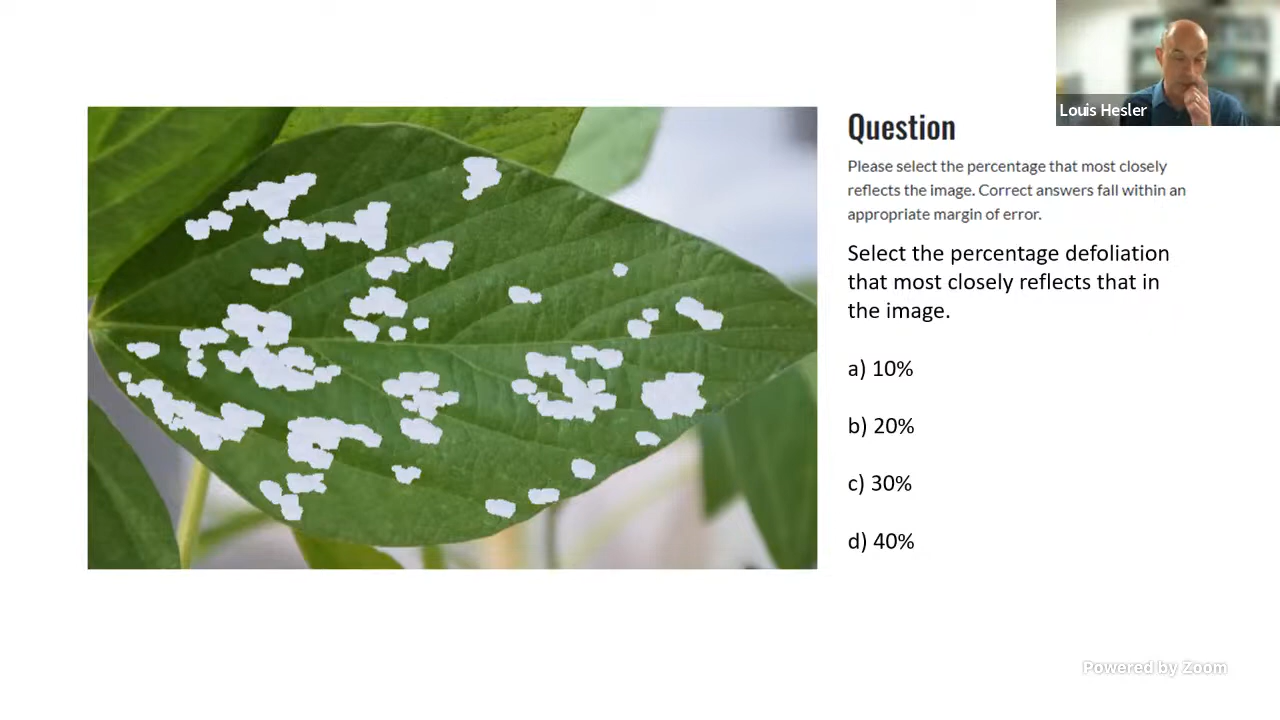 Louis Hesler
Question
Please select the percentage that most closely
reflects the image. Correct answers fall within an
appropriate margin of error.
Select the percentage defoliation
that most closely reflects that in
the image.
a) 10%
b) 20%
c) 30%
d) 40%
Powered by Zoom